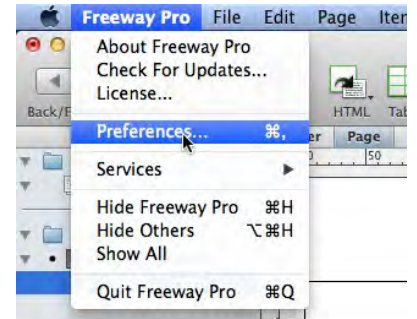 Freeway Pro File Edit Page
About Freeway Pro
Check For Updates...
License...
Back/
HTML
Preferences... ⌘,
Page
50
Services ▶
Hide Freeway Pro ⌘H
Hide Others ⌥⌘H
Show All
Quit Freeway Pro ⌘Q